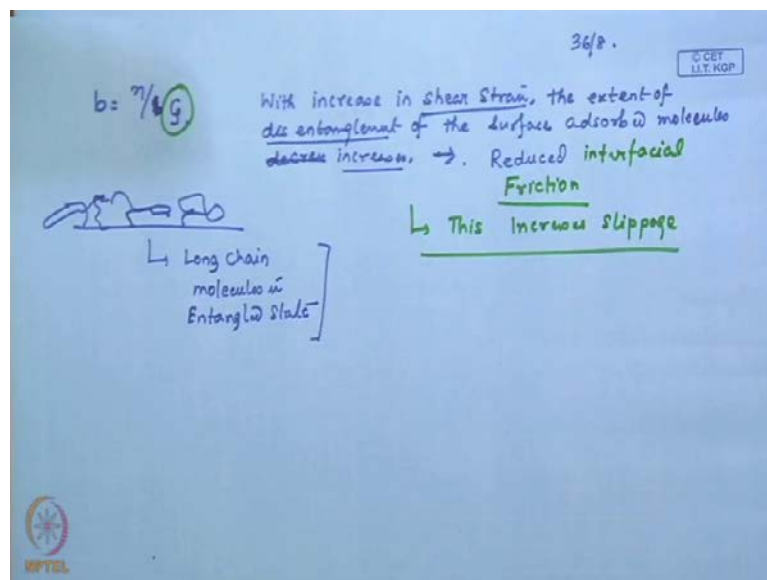 36/8.
© CET
I.I.T. KGP
b = η/ G
With increase in Shear Strain, the extent of
dis entanglement of the Surface adsorbed molecules
increases, →. Reduced interfacial
Friction
↳ This Increases Slippage
↳ Long chain
molecules in
Entangled State
NPTEL